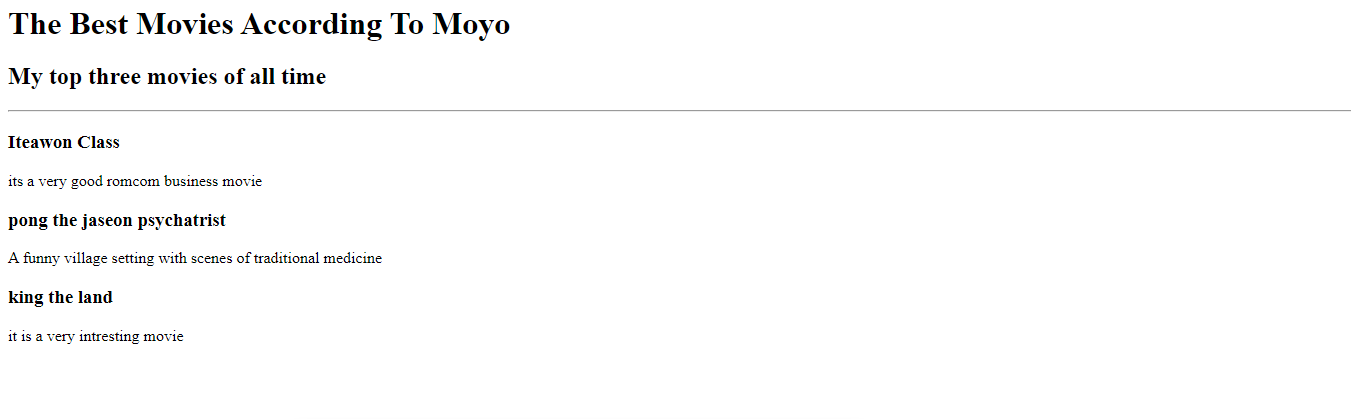 The Best Movies According To Moyo
My top three movies of all time
Iteawon Class
its a very good romcom business movie
pong the jaseon psychatrist
A funny village setting with scenes of traditional medicine
king the land
it is a very intresting movie